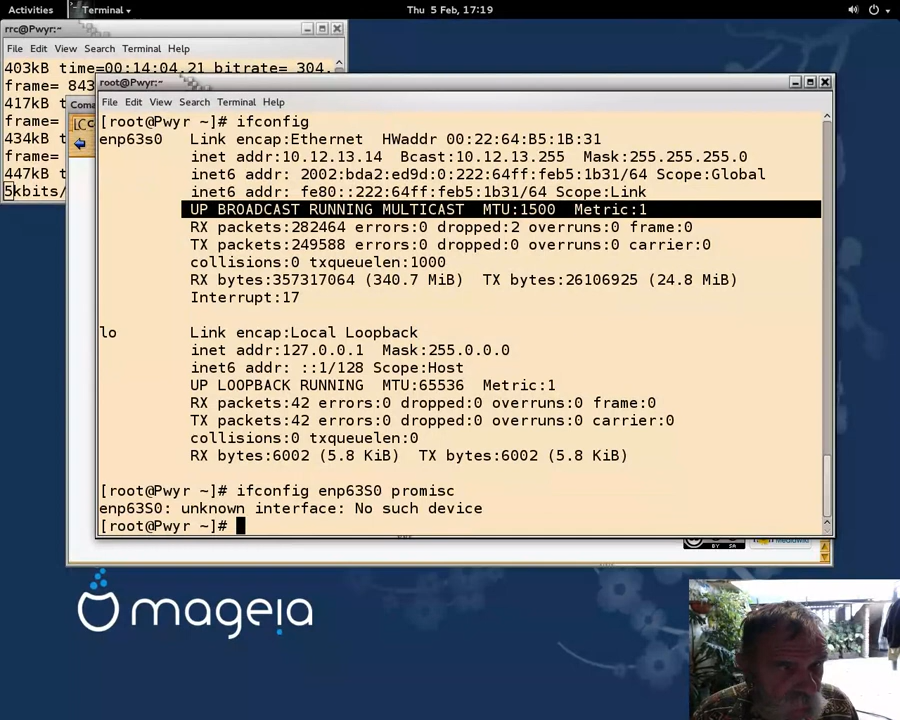 Activities Terminal Thu 5 Feb, 17:19
rrc@Pwyr:~
File Edit View Search Terminal Help
403kB time=00:14:04.21 bitrate= 304.
frame= 843
417kB t
frame=
434kB t
frame=
447kB t
5kbits/
root@Pwyr:~
File Edit View Search Terminal Help
[root@Pwyr ~]# ifconfig
enp63s0 Link encap:Ethernet HWaddr 00:22:64:B5:1B:31
inet addr:10.12.13.14 Bcast:10.12.13.255 Mask:255.255.255.0
inet6 addr: 2002:bda2:ed9d:0:222:64ff:feb5:1b31/64 Scope:Global
inet6 addr: fe80::222:64ff:feb5:1b31/64 Scope:Link
UP BROADCAST RUNNING MULTICAST MTU:1500 Metric:1
RX packets:282464 errors:0 dropped:2 overruns:0 frame:0
TX packets:249588 errors:0 dropped:0 overruns:0 carrier:0
collisions:0 txqueuelen:1000
RX bytes:357317064 (340.7 MiB) TX bytes:26106925 (24.8 MiB)
Interrupt:17
lo Link encap:Local Loopback
inet addr:127.0.0.1 Mask:255.0.0.0
inet6 addr: ::1/128 Scope:Host
UP LOOPBACK RUNNING MTU:65536 Metric:1
RX packets:42 errors:0 dropped:0 overruns:0 frame:0
TX packets:42 errors:0 dropped:0 overruns:0 carrier:0
collisions:0 txqueuelen:0
RX bytes:6002 (5.8 KiB) TX bytes:6002 (5.8 KiB)
[root@Pwyr ~]# ifconfig enp63S0 promisc
enp63S0: unknown interface: No such device
[root@Pwyr ~]#
BY SA
mageia